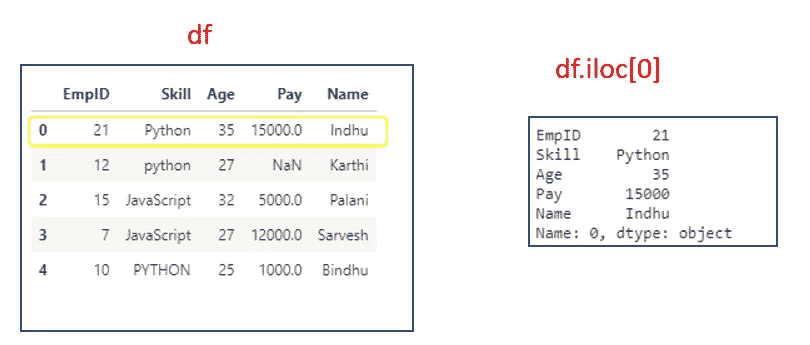 df
EmpID Skill Age Pay Name
0 21 Python 35 15000.0 Indhu
1 12 python 27 NaN Karthi
2 15 JavaScript 32 5000.0 Palani
3 7 JavaScript 27 12000.0 Sarvesh
4 10 PYTHON 25 1000.0 Bindhu
df.iloc[0]
EmpID 21
Skill Python
Age 35
Pay 15000
Name Indhu
Name: 0, dtype: object